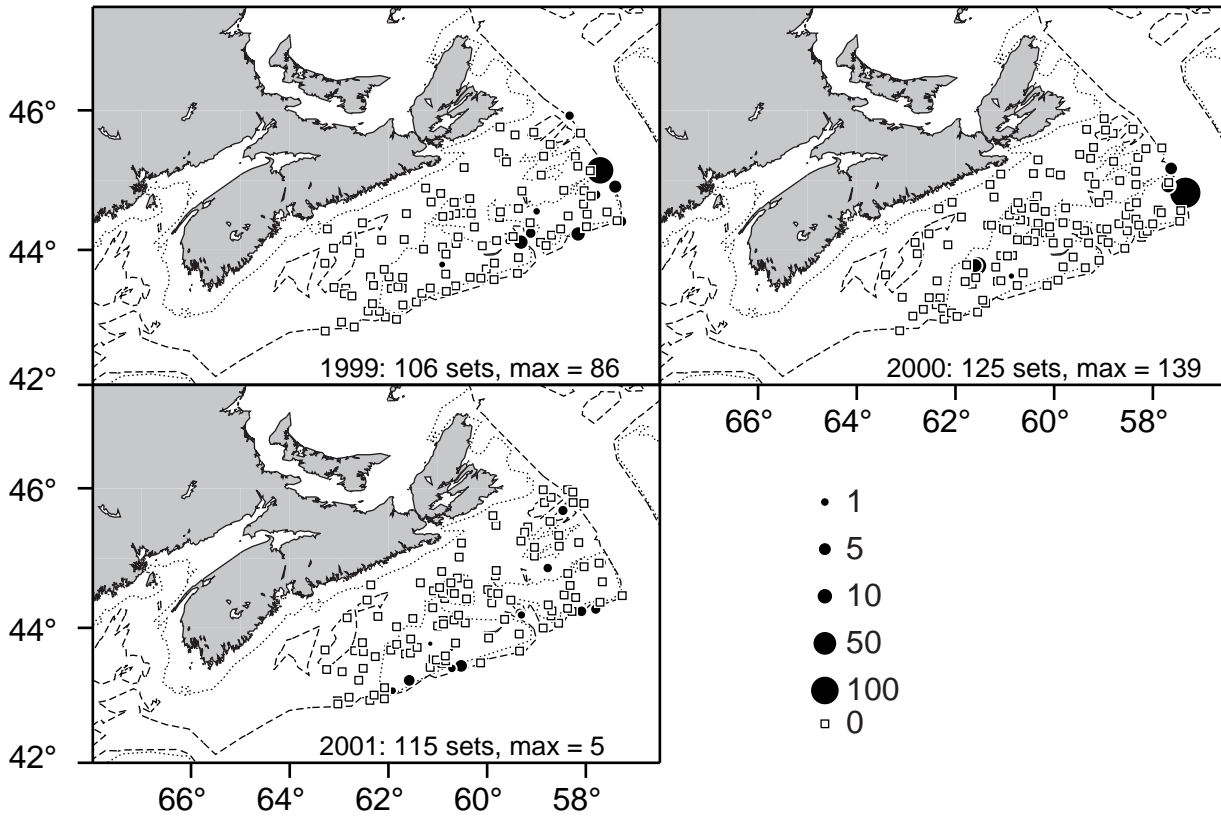 46°
44°
42°
1999: 106 sets, max = 86
2000: 125 sets, max = 139
66° 64° 62° 60° 58°
46°
44°
42°
2001: 115 sets, max = 5
66° 64° 62° 60° 58°
1
5
10
50
100
0